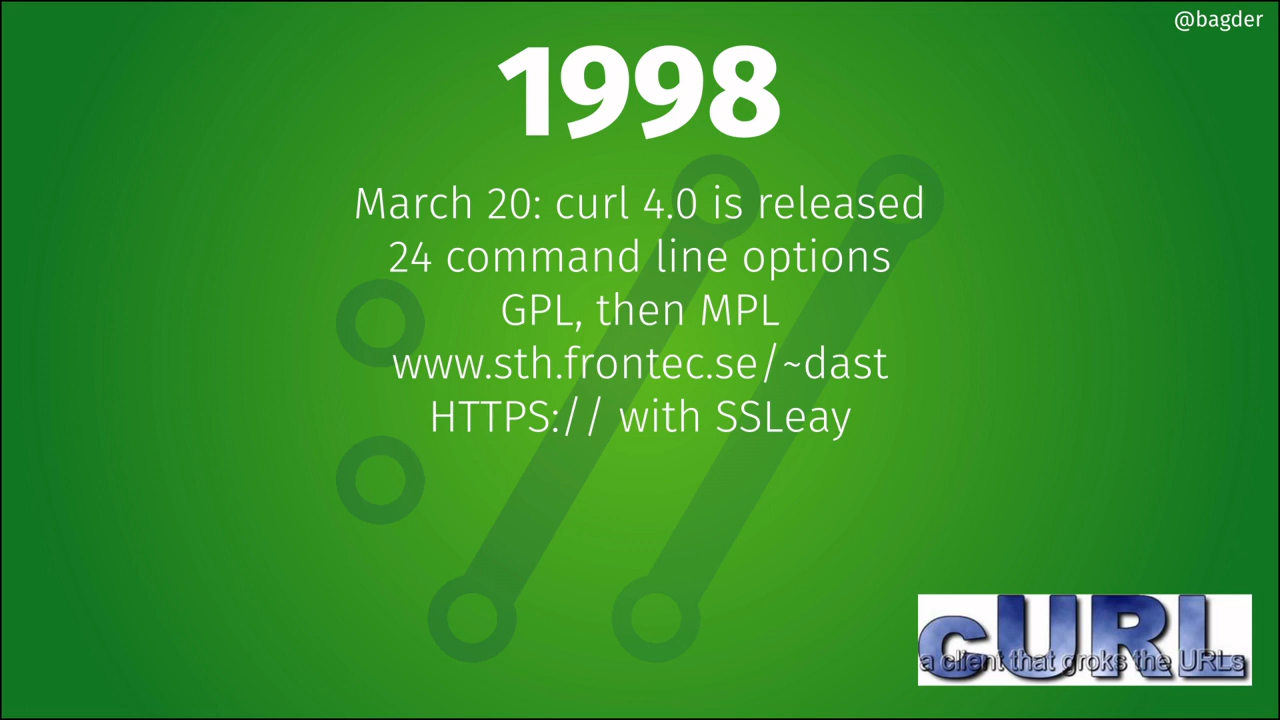 @bagder
1998
March 20: curl 4.0 is released
24 command line options
GPL, then MPL
www.sth.frontec.se/~dast
HTTPS:// with SSLeay
cURL
a client that groks the URLs